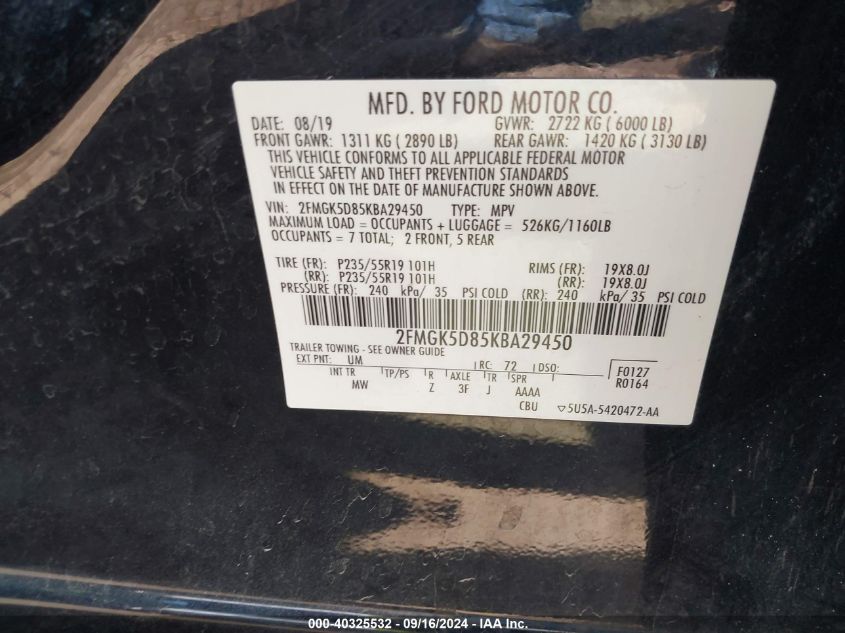 MFD. BY FORD MOTOR CO.
DATE: 08/19 GVWR: 2722 KG ( 6000 LB)
FRONT GAWR: 1311 KG ( 2890 LB) REAR GAWR: 1420 KG ( 3130 LB)
THIS VEHICLE CONFORMS TO ALL APPLICABLE FEDERAL MOTOR
VEHICLE SAFETY AND THEFT PREVENTION STANDARDS
IN EFFECT ON THE DATE OF MANUFACTURE SHOWN ABOVE.
VIN: 2FMGK5D85KBA29450 TYPE: MPV
MAXIMUM LOAD = OCCUPANTS + LUGGAGE = 526KG/1160LB
OCCUPANTS = 7 TOTAL; 2 FRONT, 5 REAR
TIRE (FR): P235/55R19 101H RIMS (FR): 19X8.0J
(RR): P235/55R19 101H (RR): 19X8.0J
PRESSURE (FR): 240 kPa/ 35 PSI COLD (RR): 240 kPa/ 35 PSI COLD
2FMGK5D85KBA29450
TRAILER TOWING - SEE OWNER GUIDE
EXT PNT: UM RC: 72 DSO: F0127
INT TR TP/PS R AXLE TR SPR R0164
MW Z 3F J AAAA
CBU ▽5U5A-5420472-AA
000-40325532 - 09/16/2024 - IAA Inc.